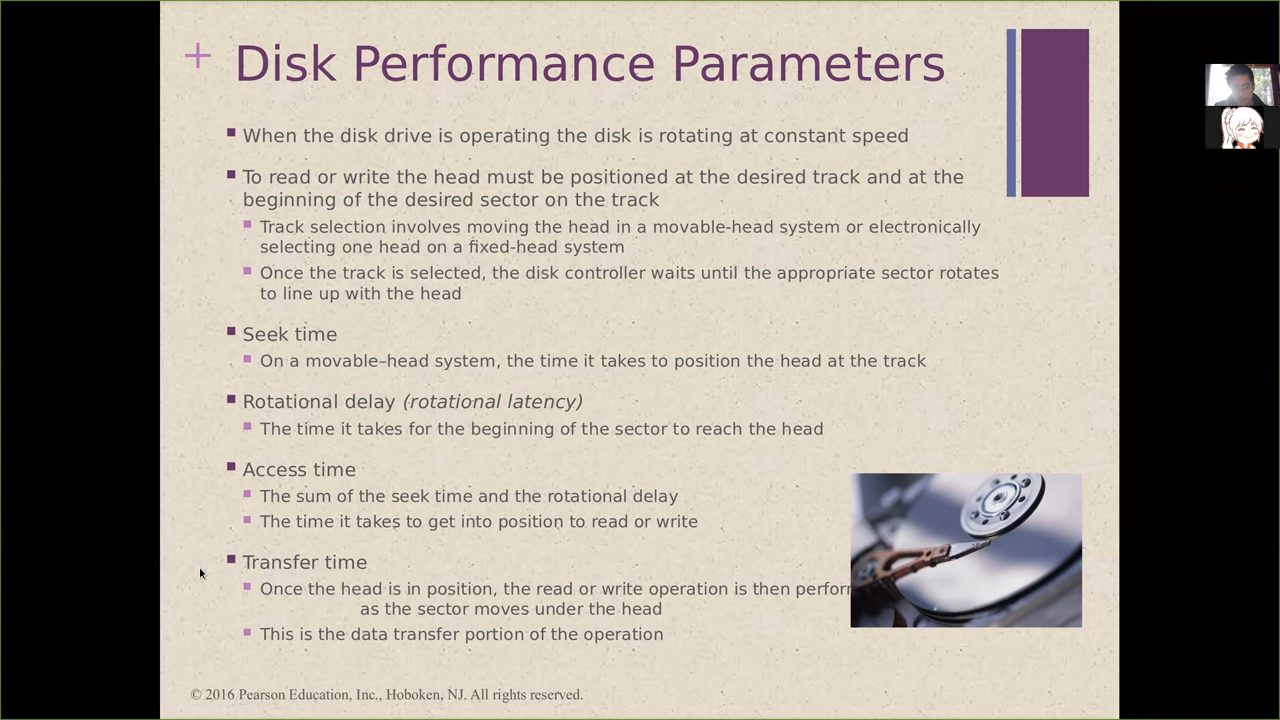 + Disk Performance Parameters
When the disk drive is operating the disk is rotating at constant speed
To read or write the head must be positioned at the desired track and at the
beginning of the desired sector on the track
Track selection involves moving the head in a movable-head system or electronically
selecting one head on a fixed-head system
Once the track is selected, the disk controller waits until the appropriate sector rotates
to line up with the head
Seek time
On a movable–head system, the time it takes to position the head at the track
Rotational delay (rotational latency)
The time it takes for the beginning of the sector to reach the head
Access time
The sum of the seek time and the rotational delay
The time it takes to get into position to read or write
Transfer time
Once the head is in position, the read or write operation is then
as the sector moves under the head
This is the data transfer portion of the operation
© 2016 Pearson Education, Inc., Hoboken, NJ. All rights reserved.